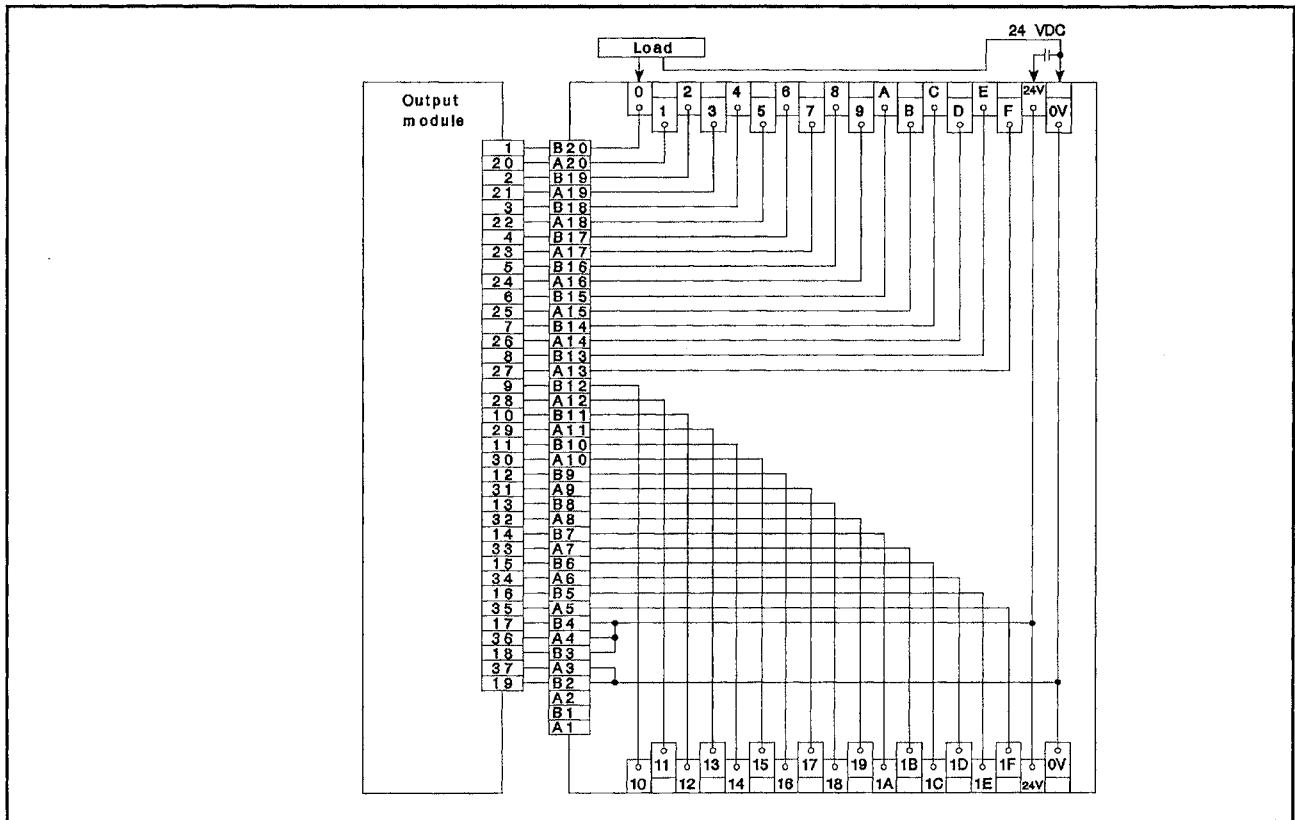 24 VDC
Load
0 2 4 6 8 A C E 24V
1 3 5 7 9 B D F 0V
Output
module
1 B20
20 A20
2 B19
21 A19
3 B18
22 A18
4 B17
23 A17
5 B16
24 A16
6 B15
25 A15
7 B14
26 A14
8 B13
27 A13
9 B12
28 A12
10 B11
29 A11
11 B10
30 A10
12 B9
31 A9
13 B8
32 A8
14 B7
33 A7
15 B6
34 A6
16 B5
35 A5
17 B4
36 A4
18 B3
37 A3
19 B2
A2
B1
A1
11 13 15 17 19 1B 1D 1F 0V
10 12 14 16 18 1A 1C 1E 24V